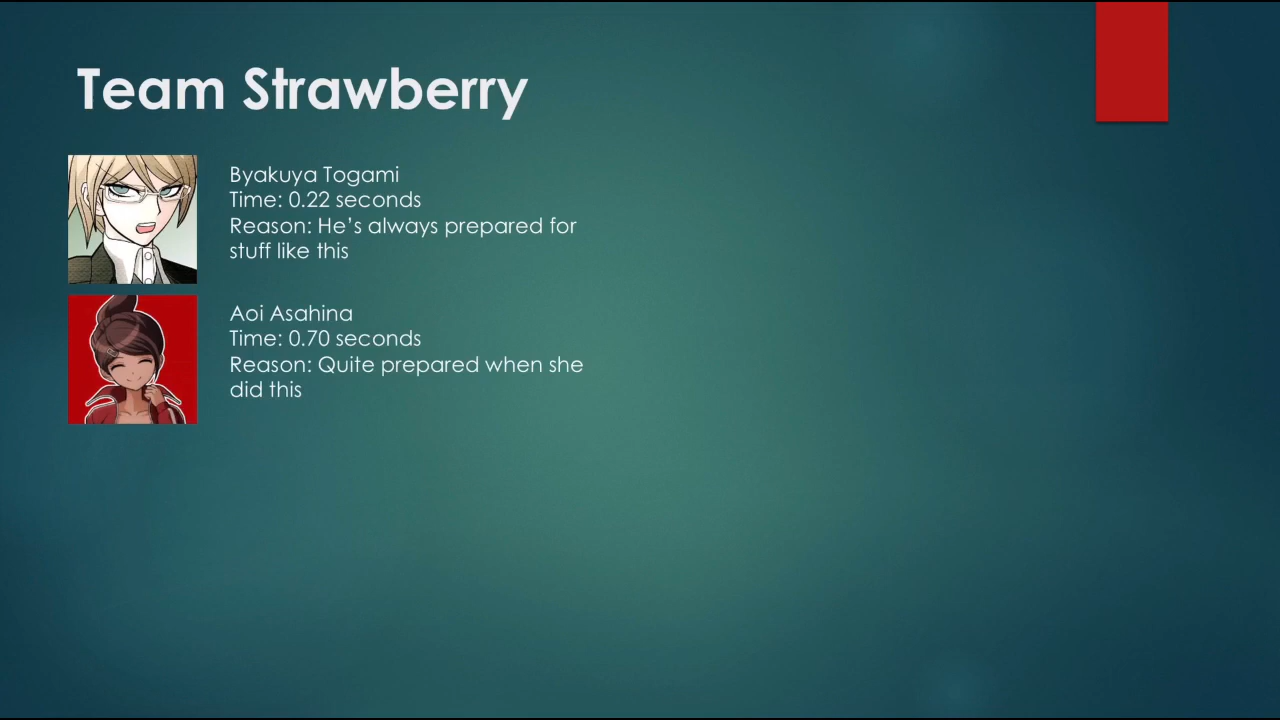 Team Strawberry
Byakuya Togami
Time: 0.22 seconds
Reason: He’s always prepared for
stuff like this
Aoi Asahina
Time: 0.70 seconds
Reason: Quite prepared when she
did this